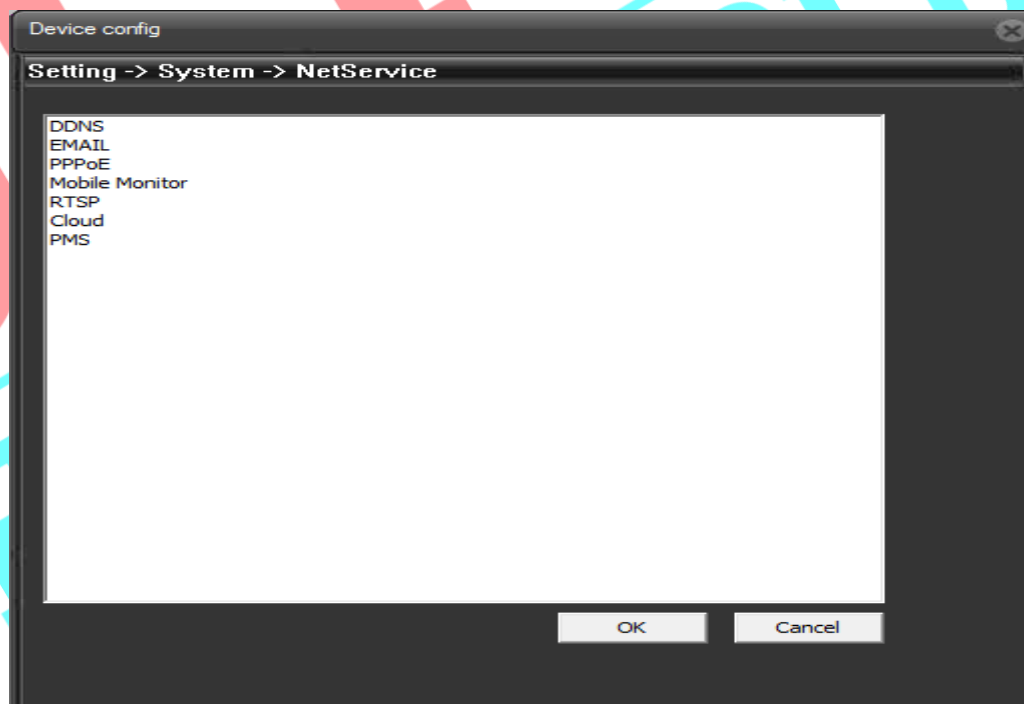 Device config
Setting -> System -> NetService
DDNS
EMAIL
PPPoE
Mobile Monitor
RTSP
Cloud
PMS
OK
Cancel